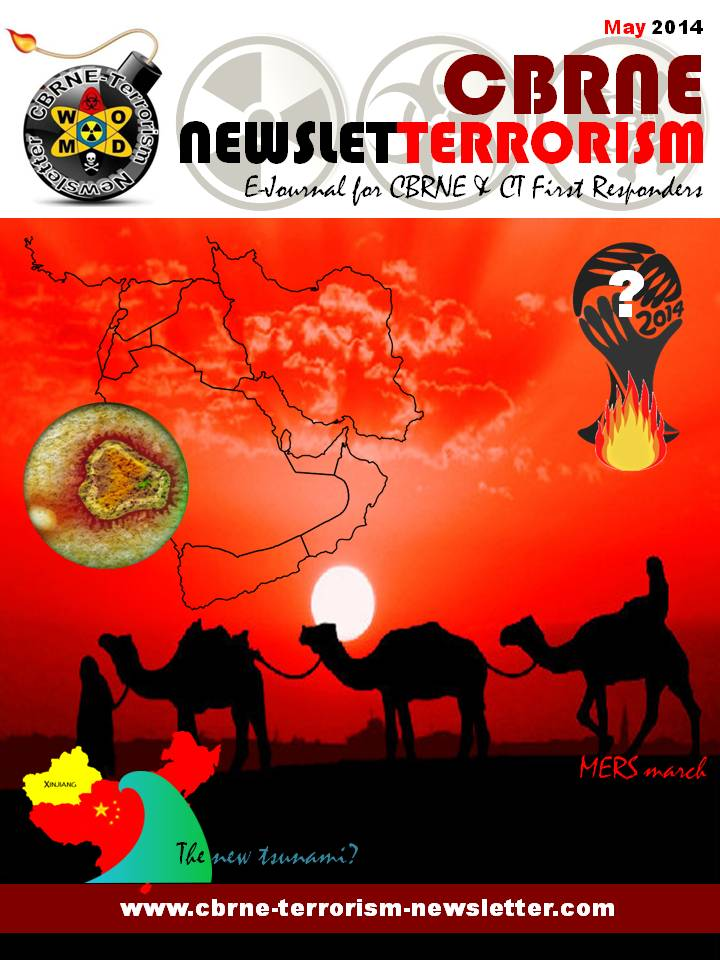 May 2014
CBRNE-Terrorism Newsletter
W O
M D
CBRNE
NEWSLETTERRORISM
E-Journal for CBRNE & CT First Responders
?
2014
MERS march
XINJIANG
The new tsunami?
www.cbrne-terrorism-newsletter.com